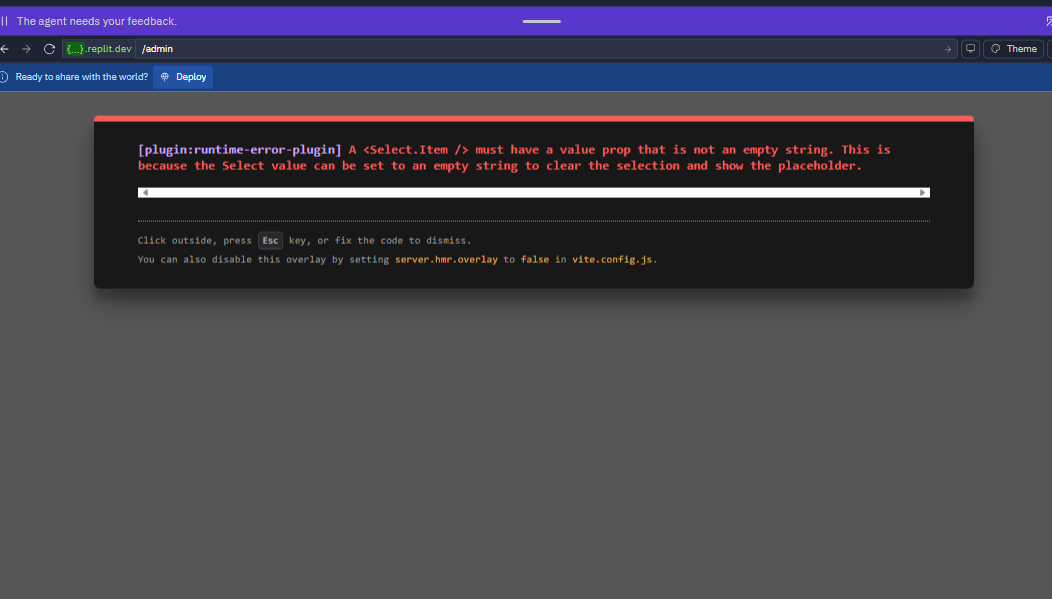 The agent needs your feedback.
{...}.replit.dev /admin
Theme
Ready to share with the world? Deploy
[plugin:runtime-error-plugin] A <Select.Item /> must have a value prop that is not an empty string. This is
because the Select value can be set to an empty string to clear the selection and show the placeholder.
Click outside, press Esc key, or fix the code to dismiss.
You can also disable this overlay by setting server.hmr.overlay to false in vite.config.js.